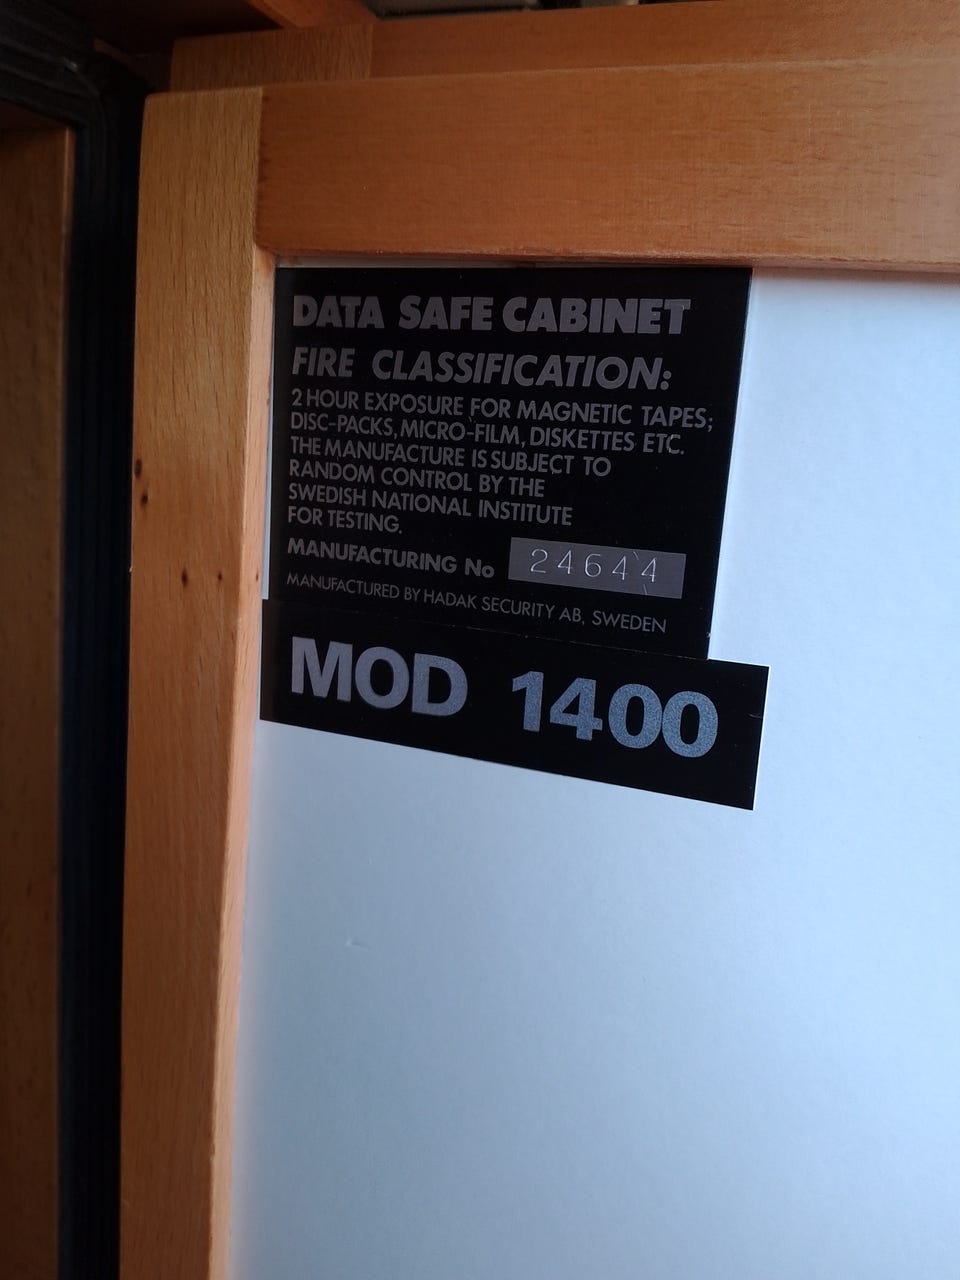 DATA SAFE CABINET
FIRE CLASSIFICATION:
2 HOUR EXPOSURE FOR MAGNETIC TAPES;
DISC-PACKS, MICRO-FILM, DISKETTES ETC.
THE MANUFACTURE IS SUBJECT TO
RANDOM CONTROL BY THE
SWEDISH NATIONAL INSTITUTE
FOR TESTING.
MANUFACTURING No 24644
MANUFACTURED BY HADAK SECURITY AB, SWEDEN
MOD 1400